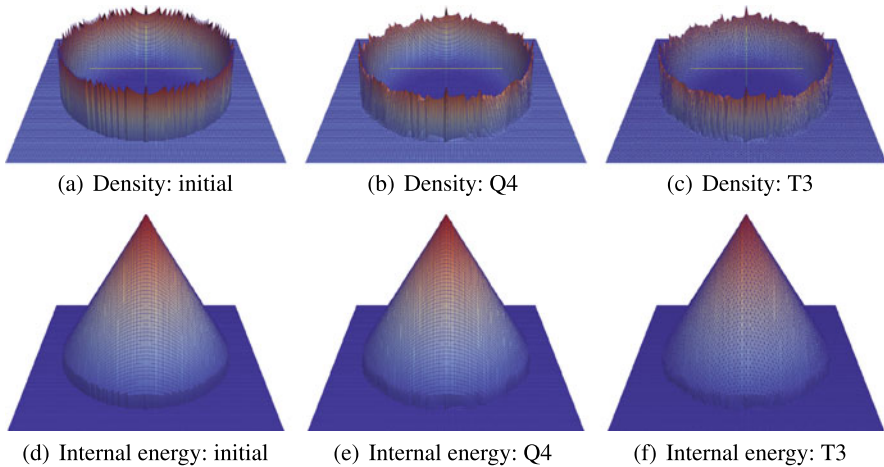 (a) Density: initial
(b) Density: Q4
(c) Density: T3
(d) Internal energy: initial
(e) Internal energy: Q4
(f) Internal energy: T3